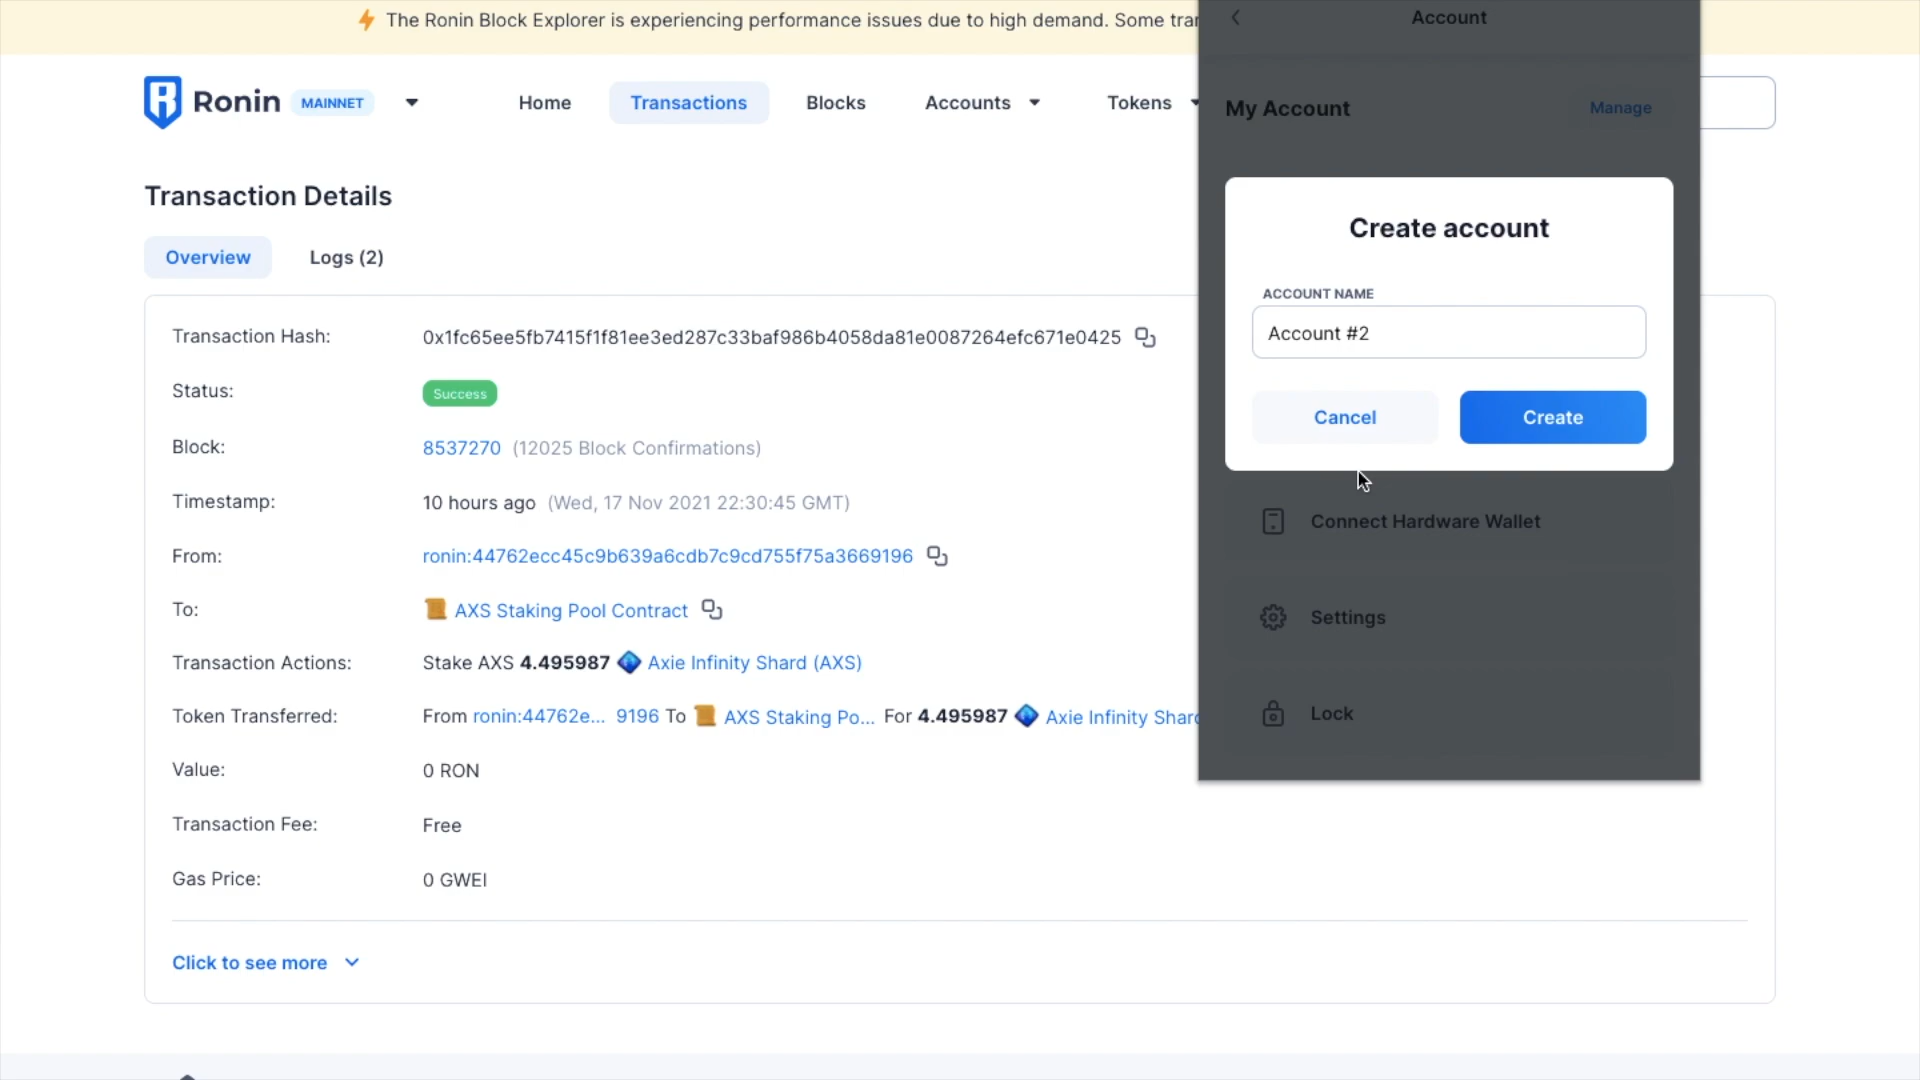 The Ronin Block Explorer is experiencing performance issues due to high demand. Some
Ronin MAINNET Home Transactions Blocks Accounts Tokens
Transaction Details
Overview Logs (2)
Transaction Hash: 0x1fc65ee5fb7415f1f81ee3ed287c33baf986b4058da81e0087264efc671e0425
Status: Success
Block: 8537270 (12025 Block Confirmations)
Timestamp: 10 hours ago (Wed, 17 Nov 2021 22:30:45 GMT)
From: ronin:44762ecc45c9b639a6cdb7c9cd755f75a3669196
To: AXS Staking Pool Contract
Transaction Actions: Stake AXS 4.495987 Axie Infinity Shard (AXS)
Token Transferred: From ronin:44762e... 9196 To AXS Staking Po... For 4.495987 Axie Infinity Shard
Value: 0 RON
Transaction Fee: Free
Gas Price: 0 GWEI
Click to see more
Account
My Account Manage
Create account
ACCOUNT NAME
Account #2
Cancel Create
Connect Hardware Wallet
Settings
Lock